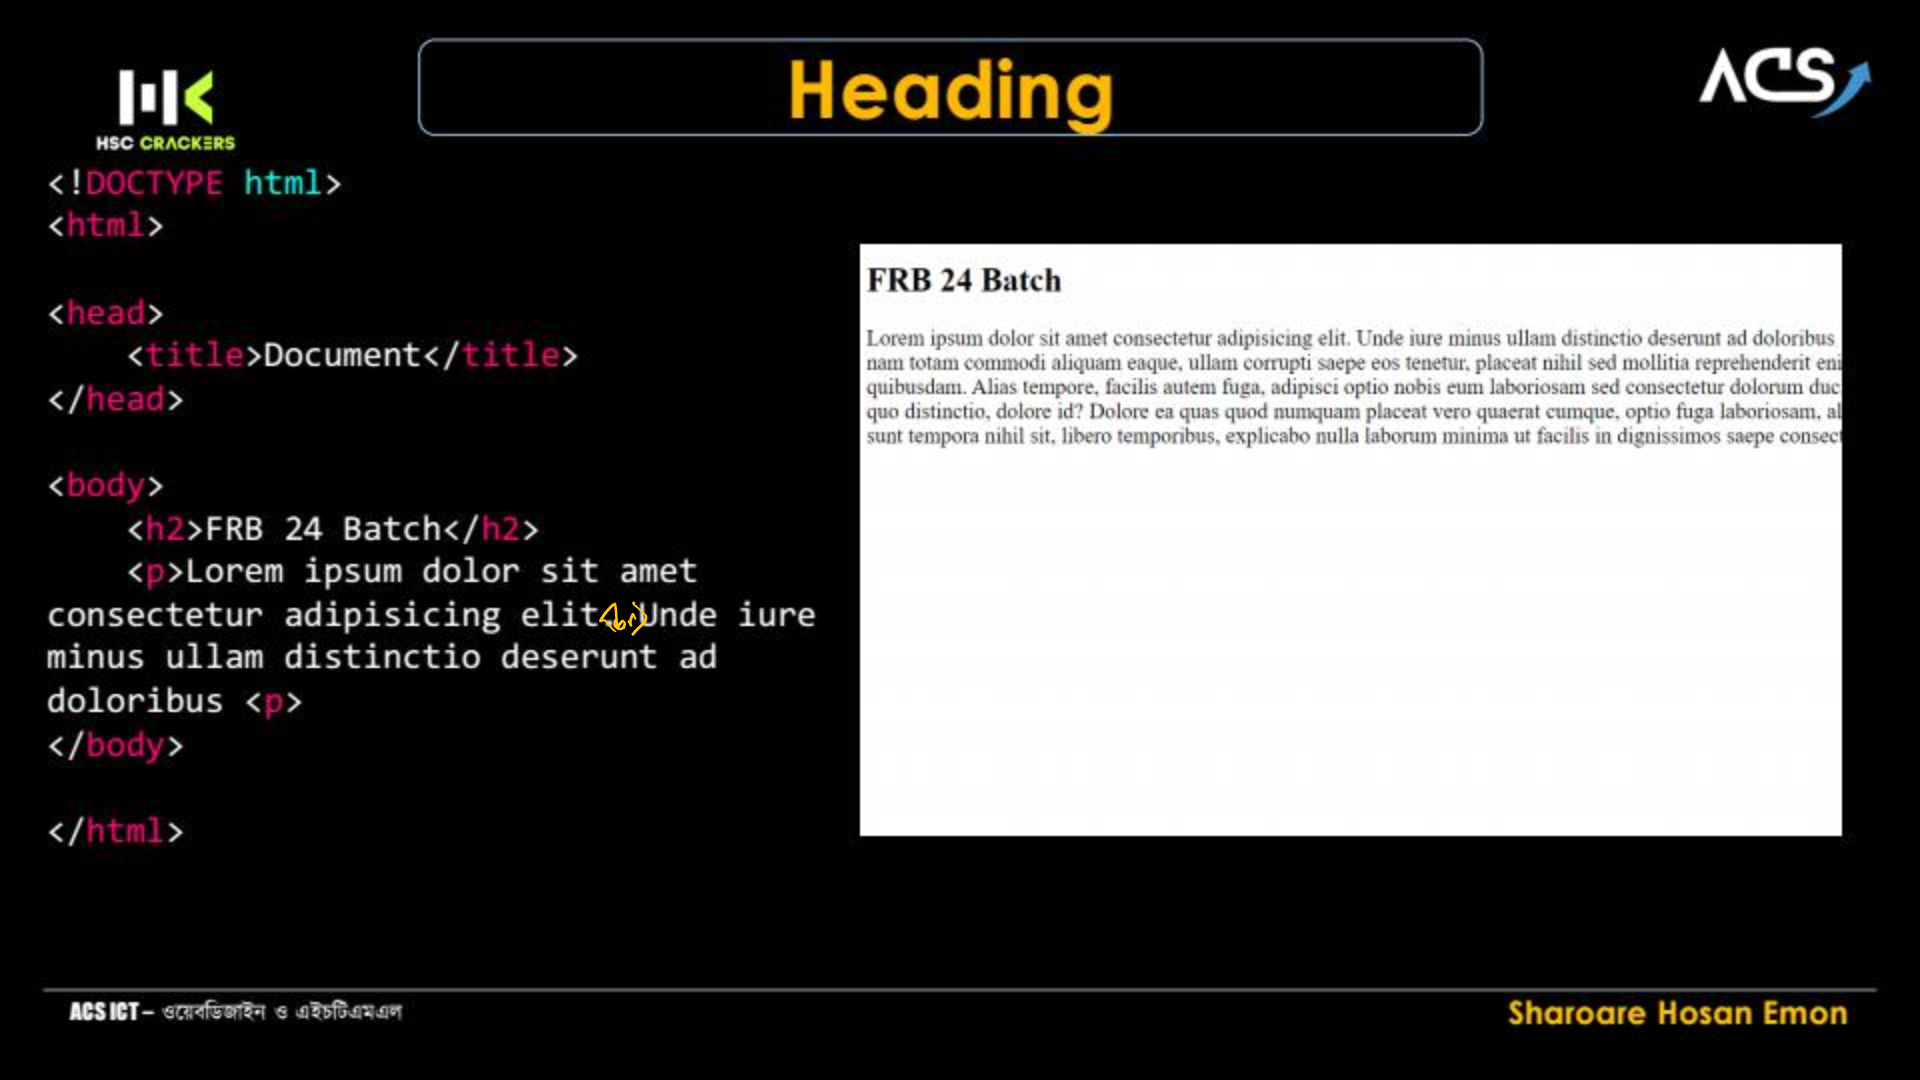 Heading
HSC CRACKERS
ACS
<!DOCTYPE html>
<html>
<head>
<title>Document</title>
</head>
<body>
<h2>FRB 24 Batch</h2>
<p>Lorem ipsum dolor sit amet
consectetur adipisicing elit. <br> Unde iure
minus ullam distinctio deserunt ad
doloribus <p>
</body>
</html>
FRB 24 Batch
Lorem ipsum dolor sit amet consectetur adipisicing elit. Unde iure minus ullam distinctio deserunt ad doloribus
nam totam commodi aliquam eaque, ullam corrupti saepe eos tenetur, placeat nihil sed mollitia reprehenderit eni
quibusdam. Alias tempore, facilis autem fuga, adipisci optio nobis eum laboriosam sed consectetur dolorum duc
quo distinctio, dolore id? Dolore ea quas quod numquam placeat vero quaerat cumque, optio fuga laboriosam, al
sunt tempora nihil sit, libero temporibus, explicabo nulla laborum minima ut facilis in dignissimos saepe consect
ACS ICT – ওয়েবডিজাইন ও এইচটিএমএল
Sharoare Hosan Emon